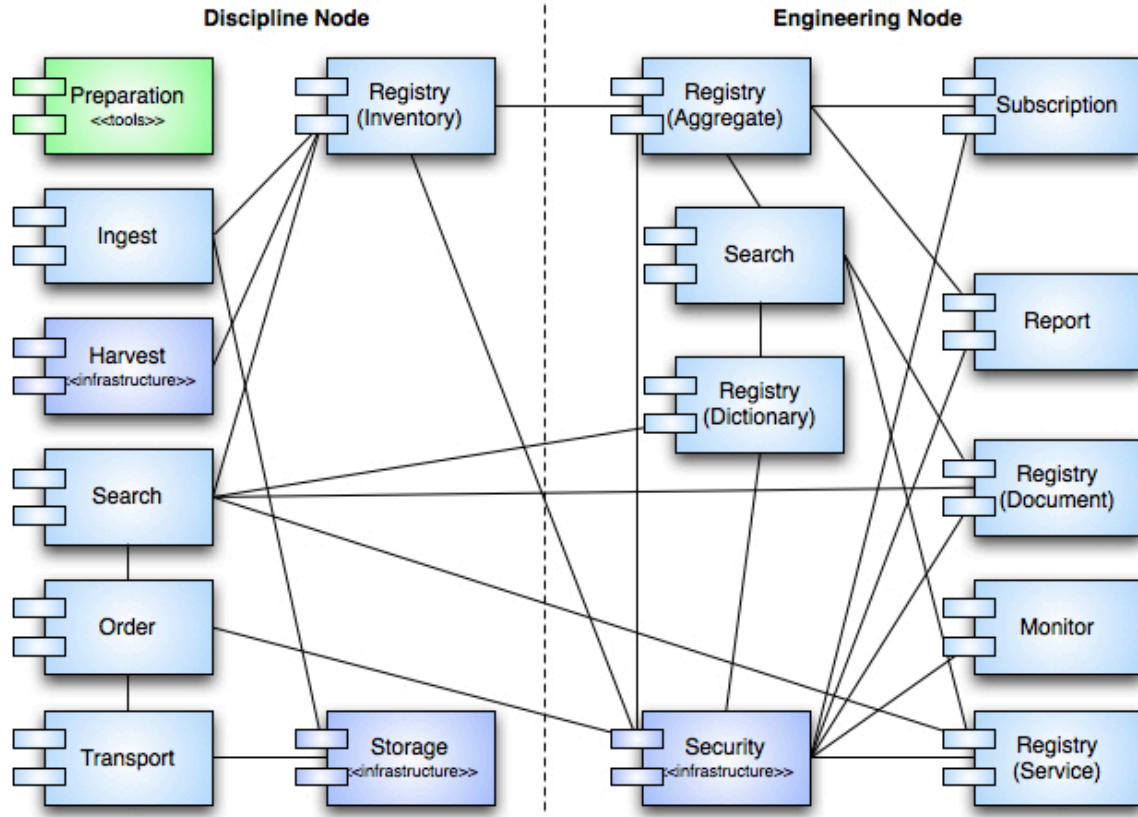 Discipline Node
Engineering Node
Preparation
<<tools>>
Registry
(Inventory)
Registry
(Aggregate)
Subscription
Ingest
Search
Report
Harvest
<<infrastructure>>
Registry
(Dictionary)
Search
Registry
(Document)
Order
Monitor
Transport
Storage
<<infrastructure>>
Security
<<infrastructure>>
Registry
(Service)